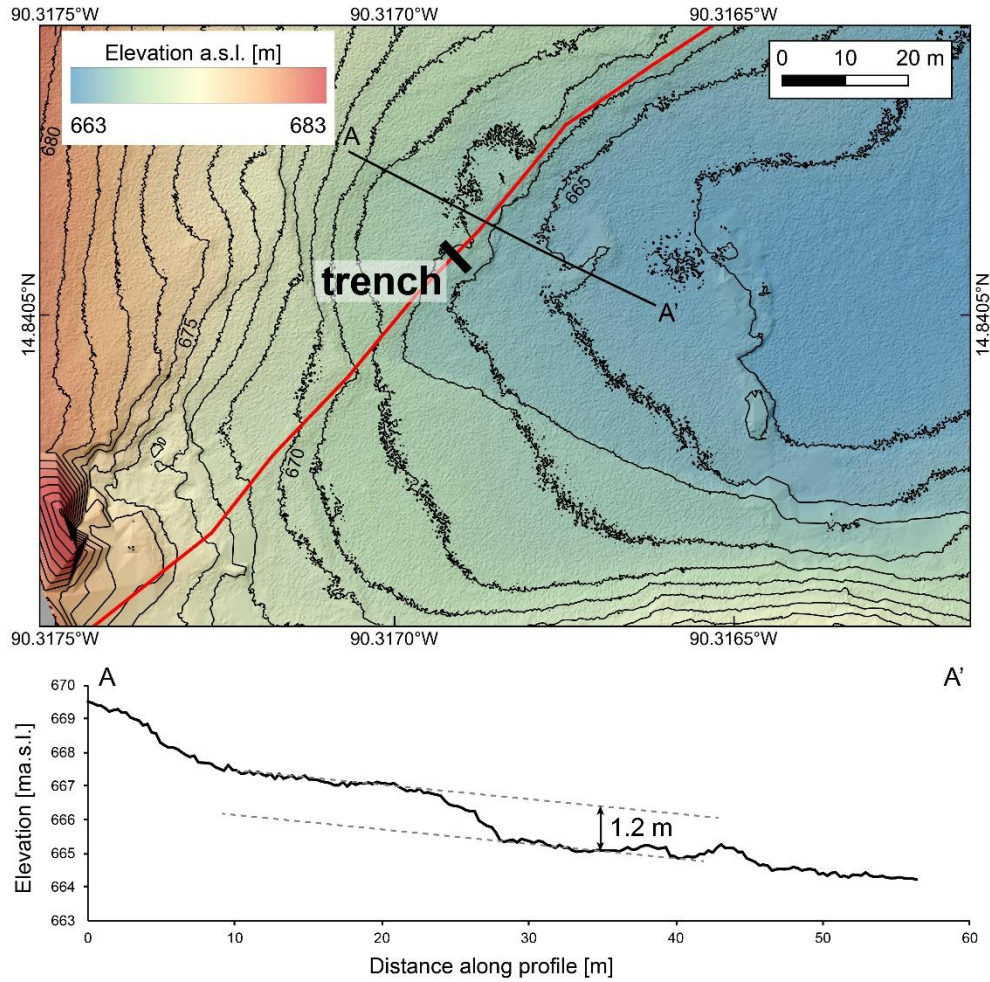 90.3175°W 90.3170°W 90.3165°W
Elevation a.s.l. [m]
663 683
0 10 20 m
680
A
665
trench
A'
14.8405°N
14.8405°N
675
670
90.3175°W 90.3170°W 90.3165°W
A A'
670
669
668
667
666
665
664
663
1.2 m
Elevation [ma.s.l.]
0 10 20 30 40 50 60
Distance along profile [m]